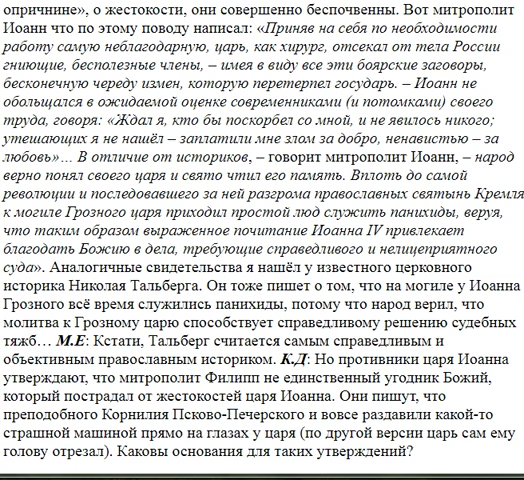 опричнине», о жестокости, они совершенно беспочвенны. Вот митрополит
Иоанн что по этому поводу написал: «Приняв на себя по необходимости
работу самую неблагодарную, царь, как хирург, отсекал от тела России
гниющие, бесполезные члены, – имея в виду все эти боярские заговоры,
бесконечную череду измен, которую перетерпел государь. – Иоанн не
обольщался в ожидаемой оценке современниками (и потомками) своего
труда, говоря: «Ждал я, кто бы поскорбел со мной, и не явилось никого;
утешающих я не нашёл – заплатили мне злом за добро, ненавистью – за
любовь»… В отличие от историков, – говорит митрополит Иоанн, – народ
верно понял своего царя и свято чтил его память. Вплоть до самой
революции и последовавшего за ней разгрома православных святынь Кремля
к могиле Грозного царя приходил простой люд служить панихиды, веруя,
что таким образом выраженное почитание Иоанна IV привлекает
благодать Божию в дела, требующие справедливого и нелицеприятного
суда». Аналогичные свидетельства я нашёл у известного церковного
историка Николая Тальберга. Он тоже пишет о том, что на могиле у Иоанна
Грозного всё время служились панихиды, потому что народ верил, что
молитва к Грозному царю способствует справедливому решению судебных
тяжб… М.Е: Кстати, Тальберг считается самым справедливым и
объективным православным историком. К.Д: Но противники царя Иоанна
утверждают, что митрополит Филипп не единственный угодник Божий,
который пострадал от жестокостей царя Иоанна. Они пишут, что
преподобного Корнилия Псково-Печерского и вовсе раздавили какой-то
страшной машиной прямо на глазах у царя (по другой версии царь сам ему
голову отрезал). Каковы основания для таких утверждений?